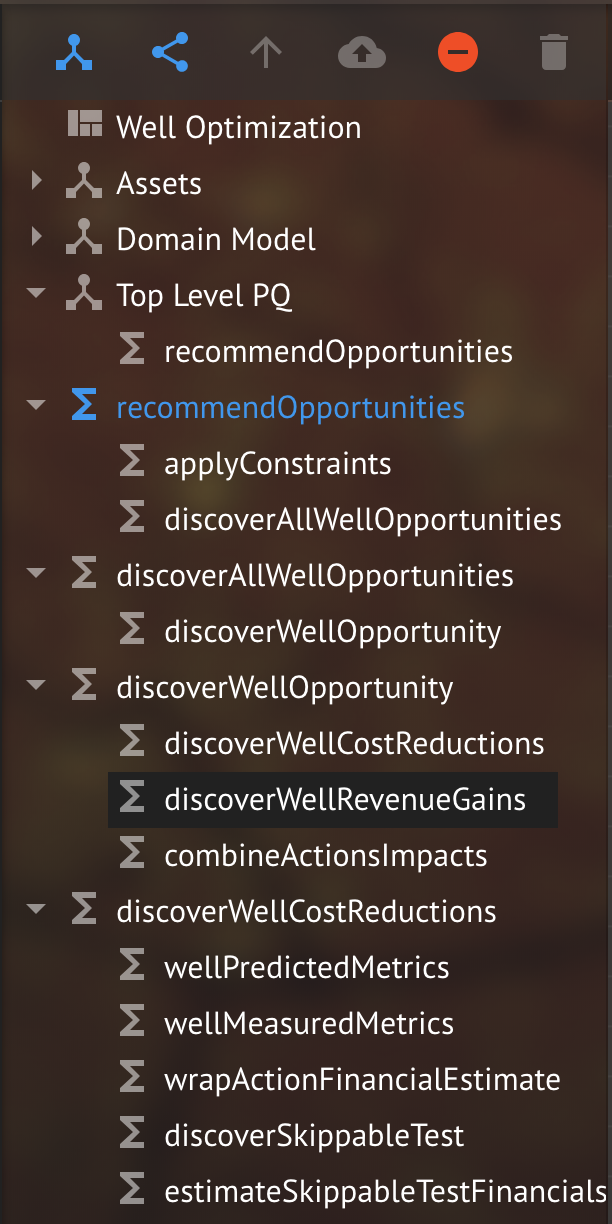 Well Optimization
Assets
Domain Model
Top Level PQ
recommendOpportunities
recommendOpportunities
applyConstraints
discoverAllWellOpportunities
discoverAllWellOpportunities
discoverWellOpportunity
discoverWellOpportunity
discoverWellCostReductions
discoverWellRevenueGains
combineActionsImpacts
discoverWellCostReductions
wellPredictedMetrics
wellMeasuredMetrics
wrapActionFinancialEstimate
discoverSkippableTest
estimateSkippableTestFinancials